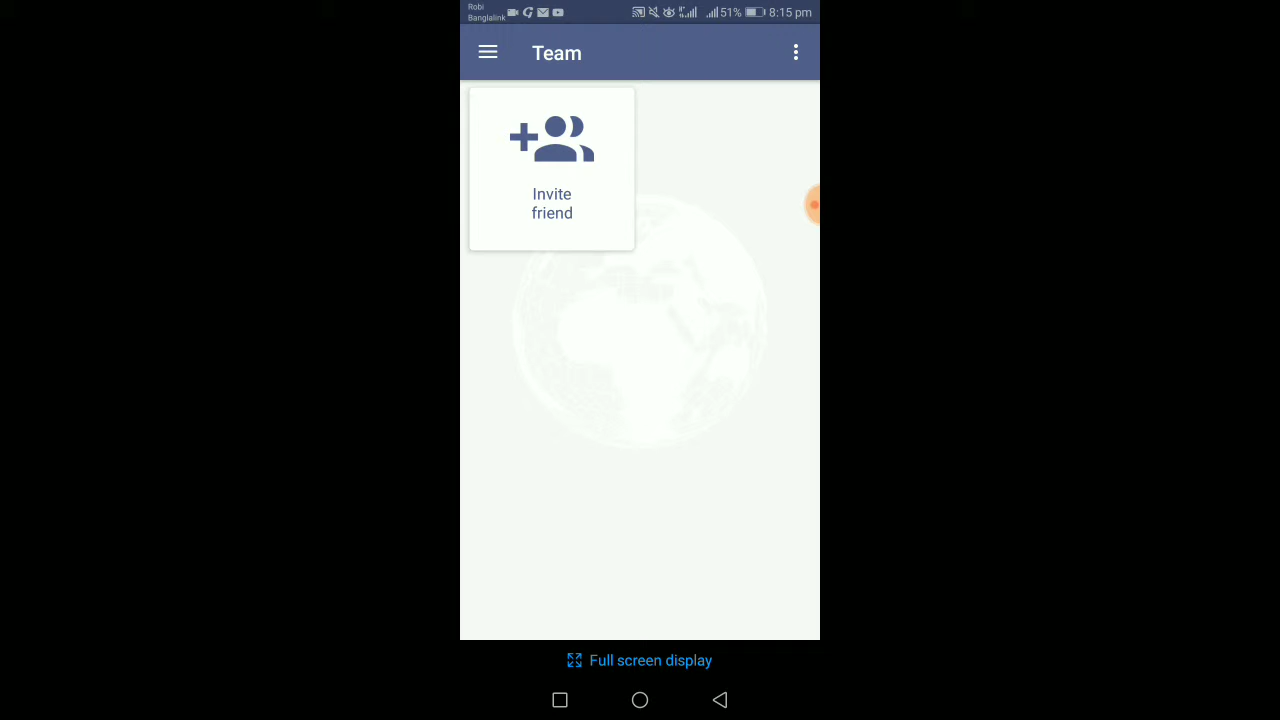 Robi
Banglalink
51% 8:15 pm
Team
Invite
friend
Full screen display